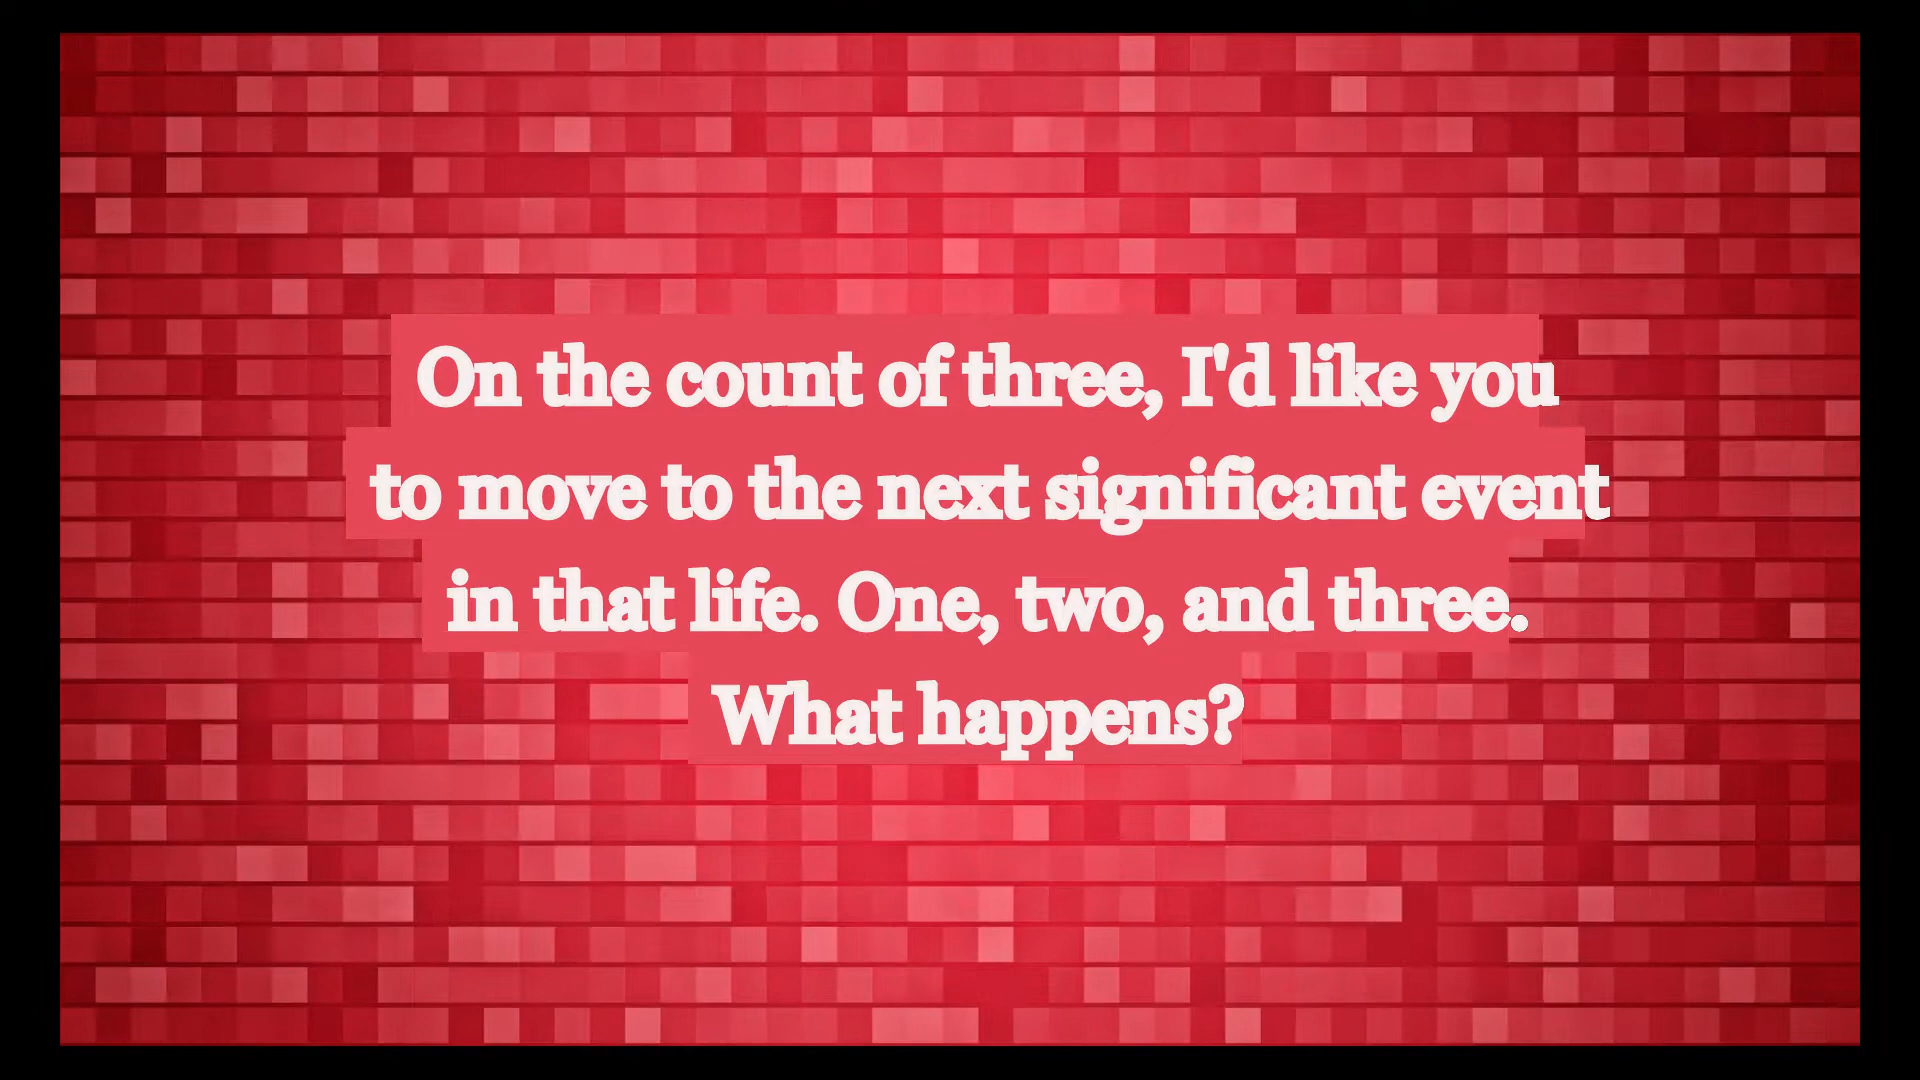 On the count of three, I'd like you
to move to the next significant event
in that life. One, two, and three.
What happens?